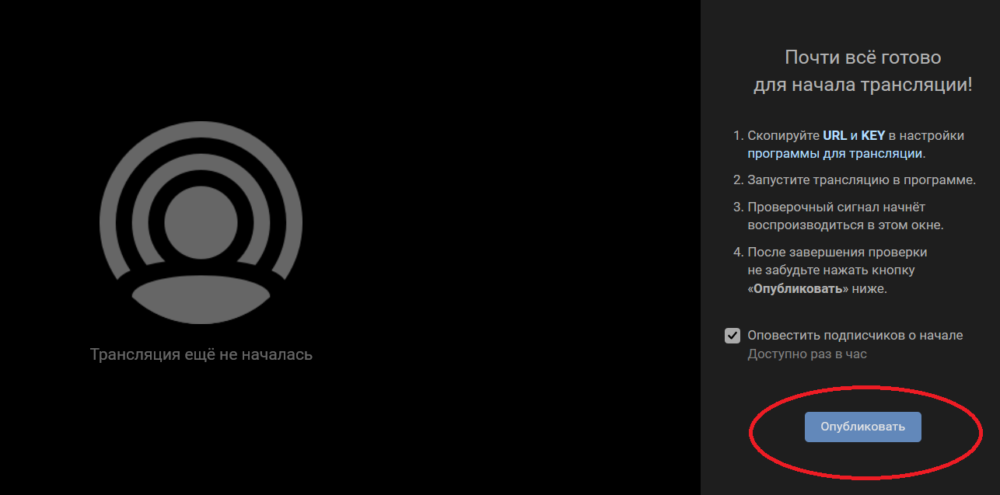 Почти всё готово
для начала трансляции!
1. Скопируйте URL и KEY в настройки
программы для трансляции.
2. Запустите трансляцию в программе.
3. Проверочный сигнал начнёт
воспроизводиться в этом окне.
4. После завершения проверки
не забудьте нажать кнопку
«Опубликовать» ниже.
Оповестить подписчиков о начале
Доступно раз в час
Опубликовать
Трансляция ещё не началась